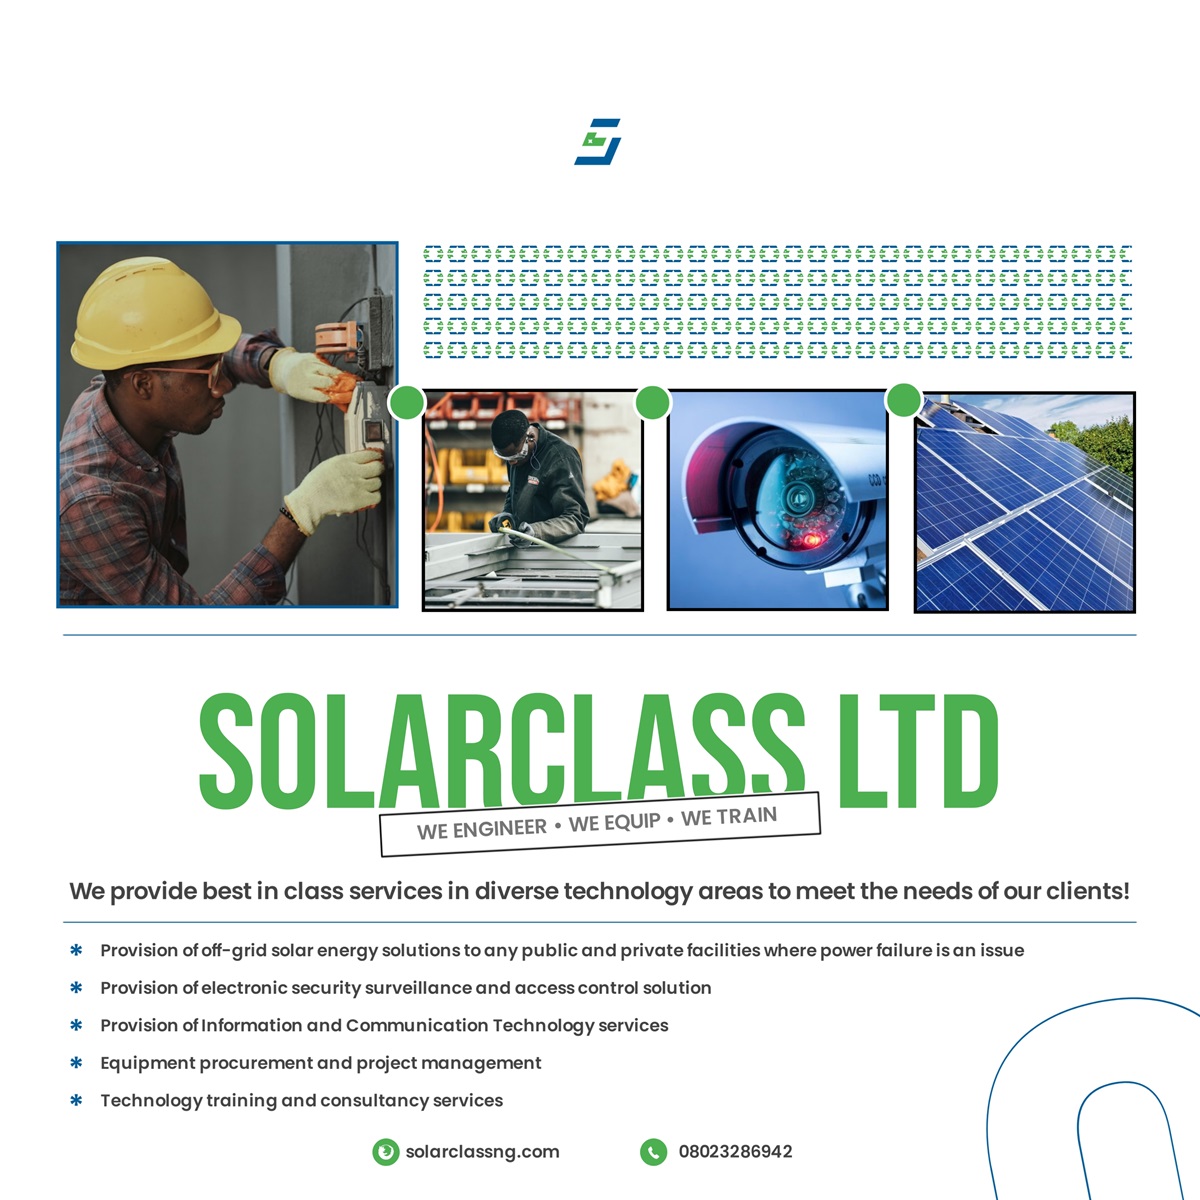 CCD
SOLARCLASS LTD
WE ENGINEER • WE EQUIP • WE TRAIN
We provide best in class services in diverse technology areas to meet the needs of our clients!
* Provision of off-grid solar energy solutions to any public and private facilities where power failure is an issue
* Provision of electronic security surveillance and access control solution
* Provision of Information and Communication Technology services
* Equipment procurement and project management
* Technology training and consultancy services
solarclassng.com
08023286942